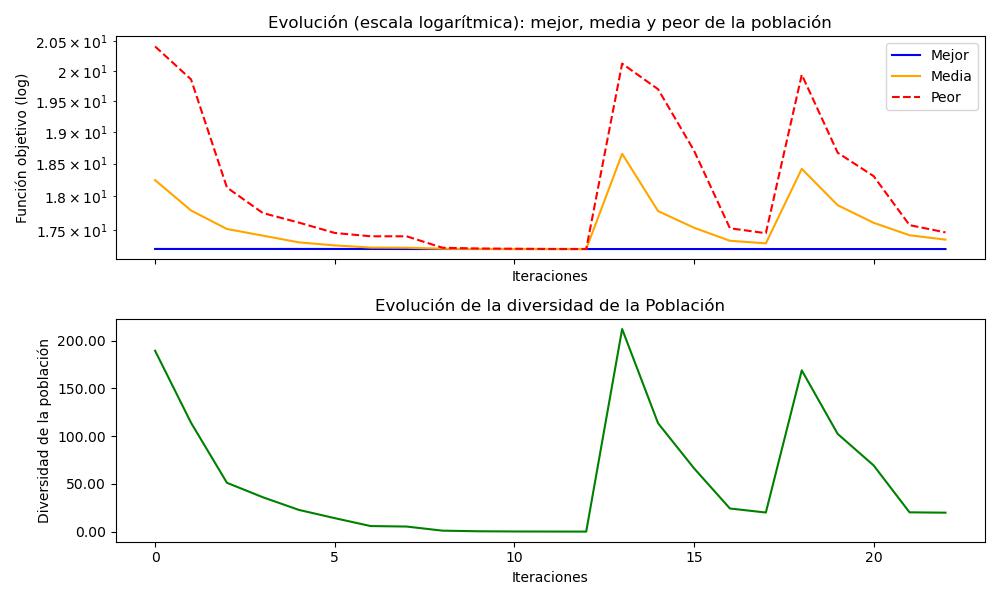 Evolución (escala logarítmica): mejor, media y peor de la población
2.05 × 10¹
2 × 10¹
1.95 × 10¹
1.9 × 10¹
1.85 × 10¹
1.8 × 10¹
1.75 × 10¹
Función objetivo (log)
Mejor
Media
Peor
Iteraciones
Evolución de la diversidad de la Población
200.00
150.00
100.00
50.00
0.00
Diversidad de la población
0 5 10 15 20
Iteraciones